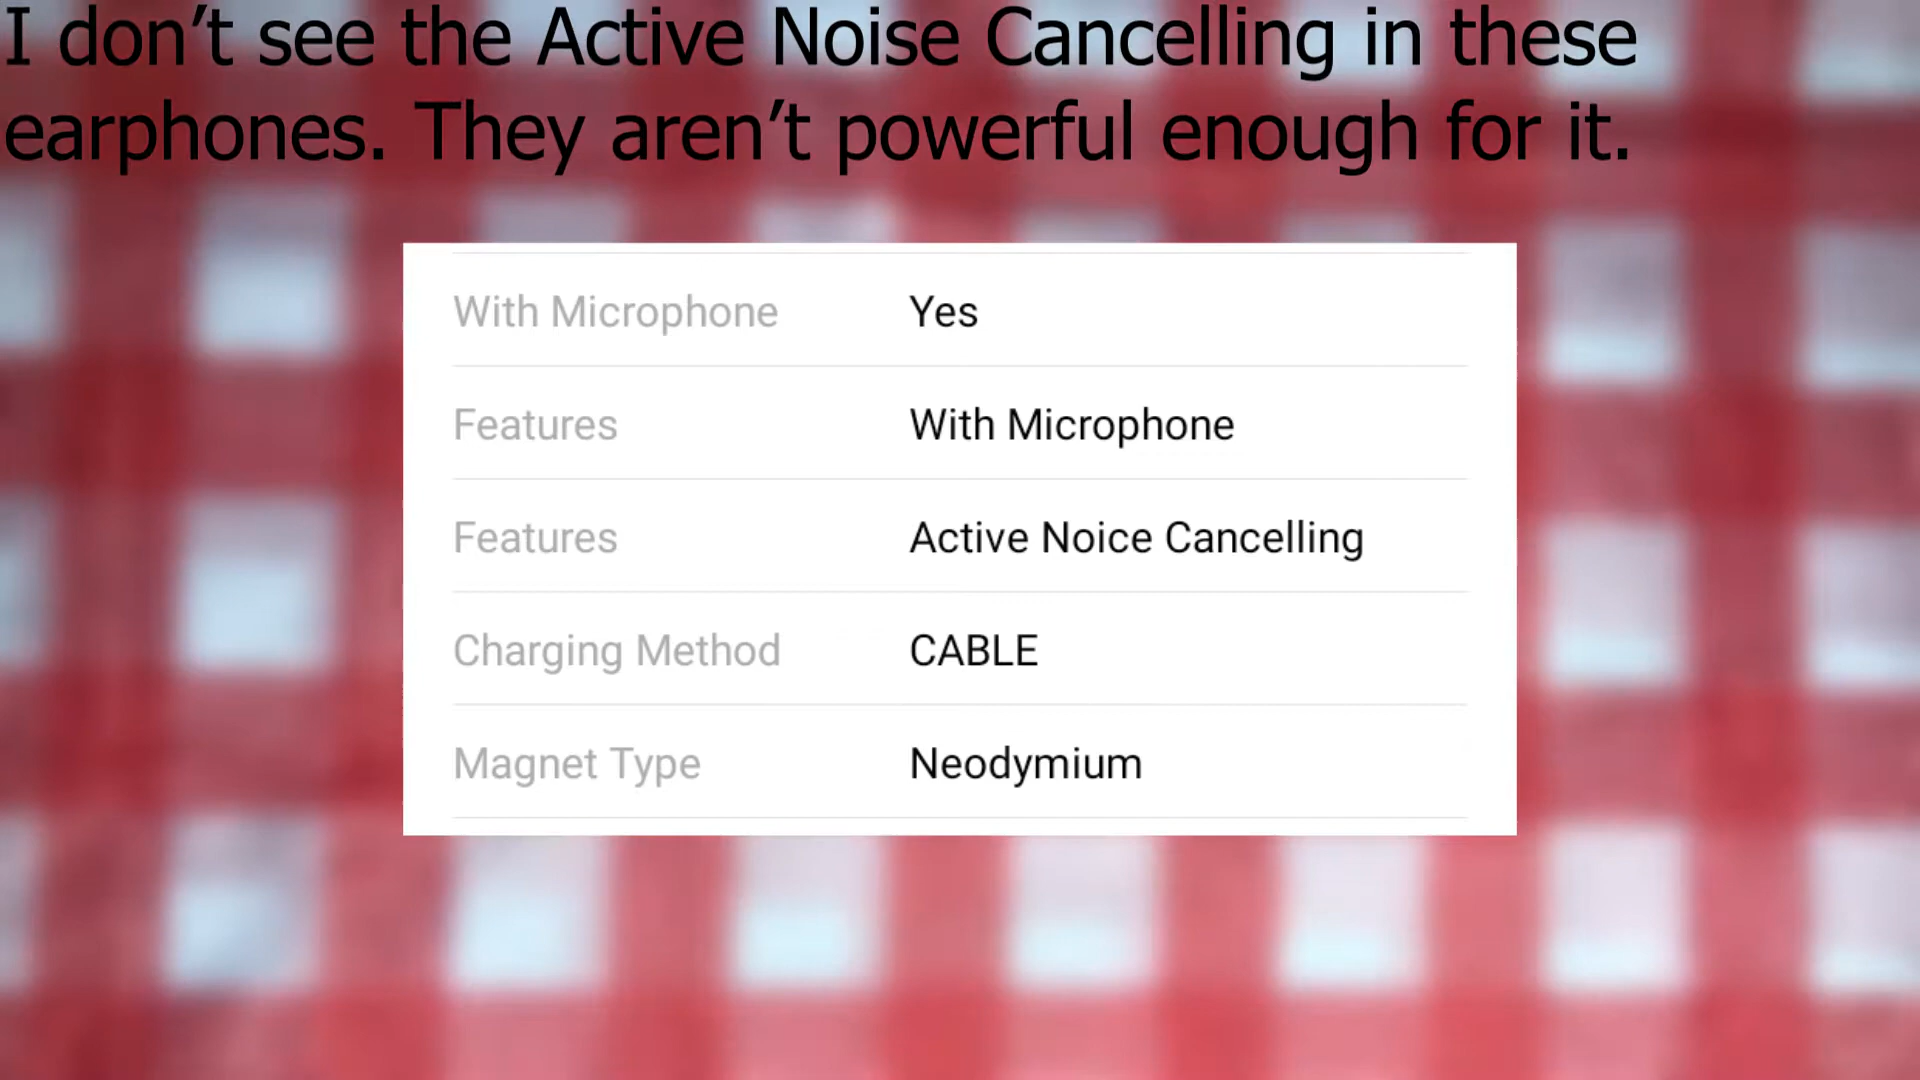 I don’t see the Active Noise Cancelling in these
earphones. They aren’t powerful enough for it.
With Microphone Yes
Features With Microphone
Features Active Noice Cancelling
Charging Method CABLE
Magnet Type Neodymium